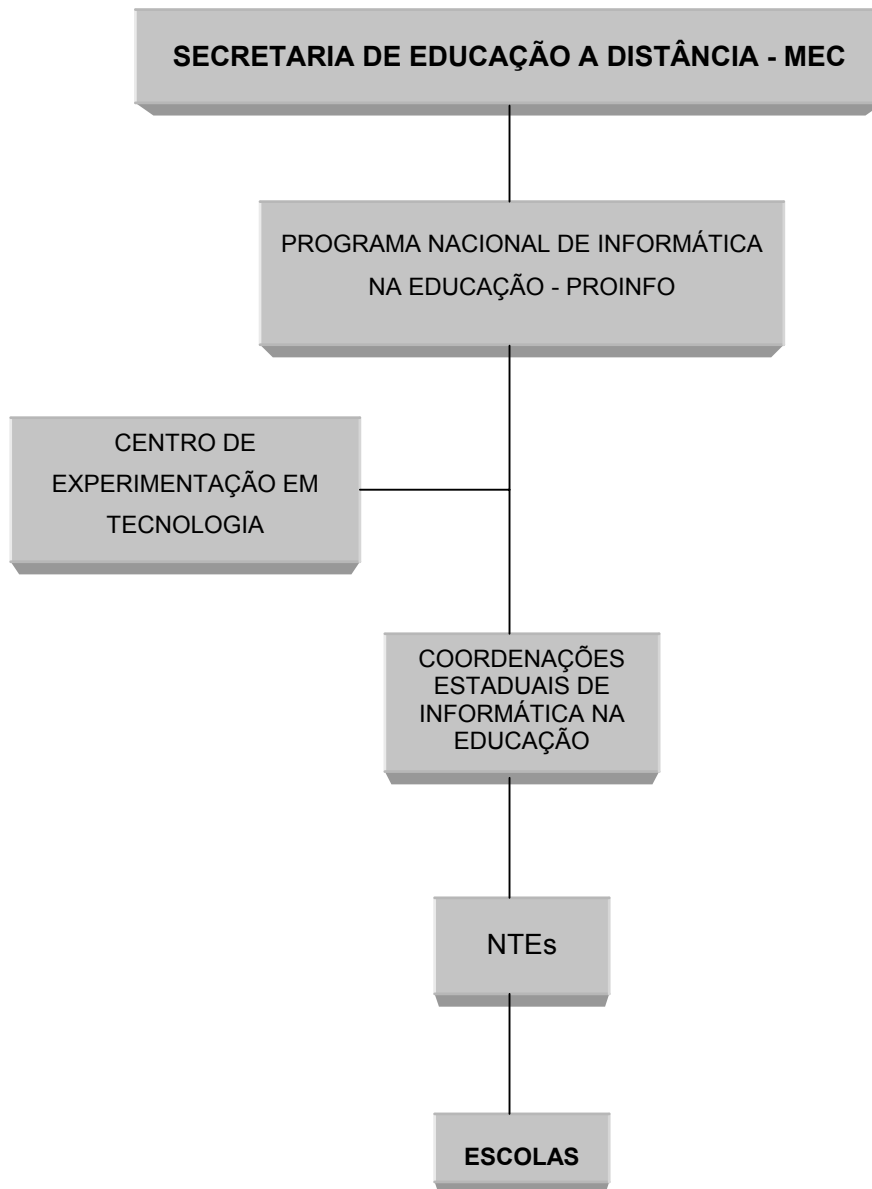 SECRETARIA DE EDUCAÇÃO A DISTÂNCIA - MEC
PROGRAMA NACIONAL DE INFORMÁTICA
NA EDUCAÇÃO - PROINFO
CENTRO DE
EXPERIMENTAÇÃO EM
TECNOLOGIA
COORDENAÇÕES
ESTADUAIS DE
INFORMÁTICA NA
EDUCAÇÃO
NTEs
ESCOLAS